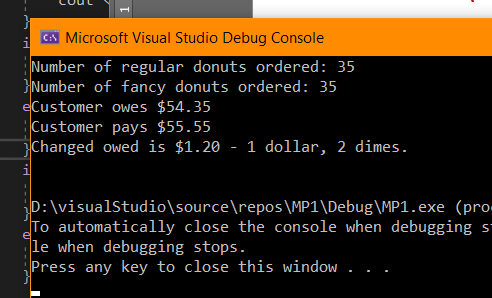 cout
Microsoft Visual Studio Debug Console
Number of regular donuts ordered: 35
Number of fancy donuts ordered: 35
Customer owes $54.35
Customer pays $55.55
Changed owed is $1.20 - 1 dollar, 2 dimes.
D:\visualStudio\source\repos\MP1\Debug\MP1.exe (pro
To automatically close the console when debugging st
le when debugging stops.
Press any key to close this window . . .